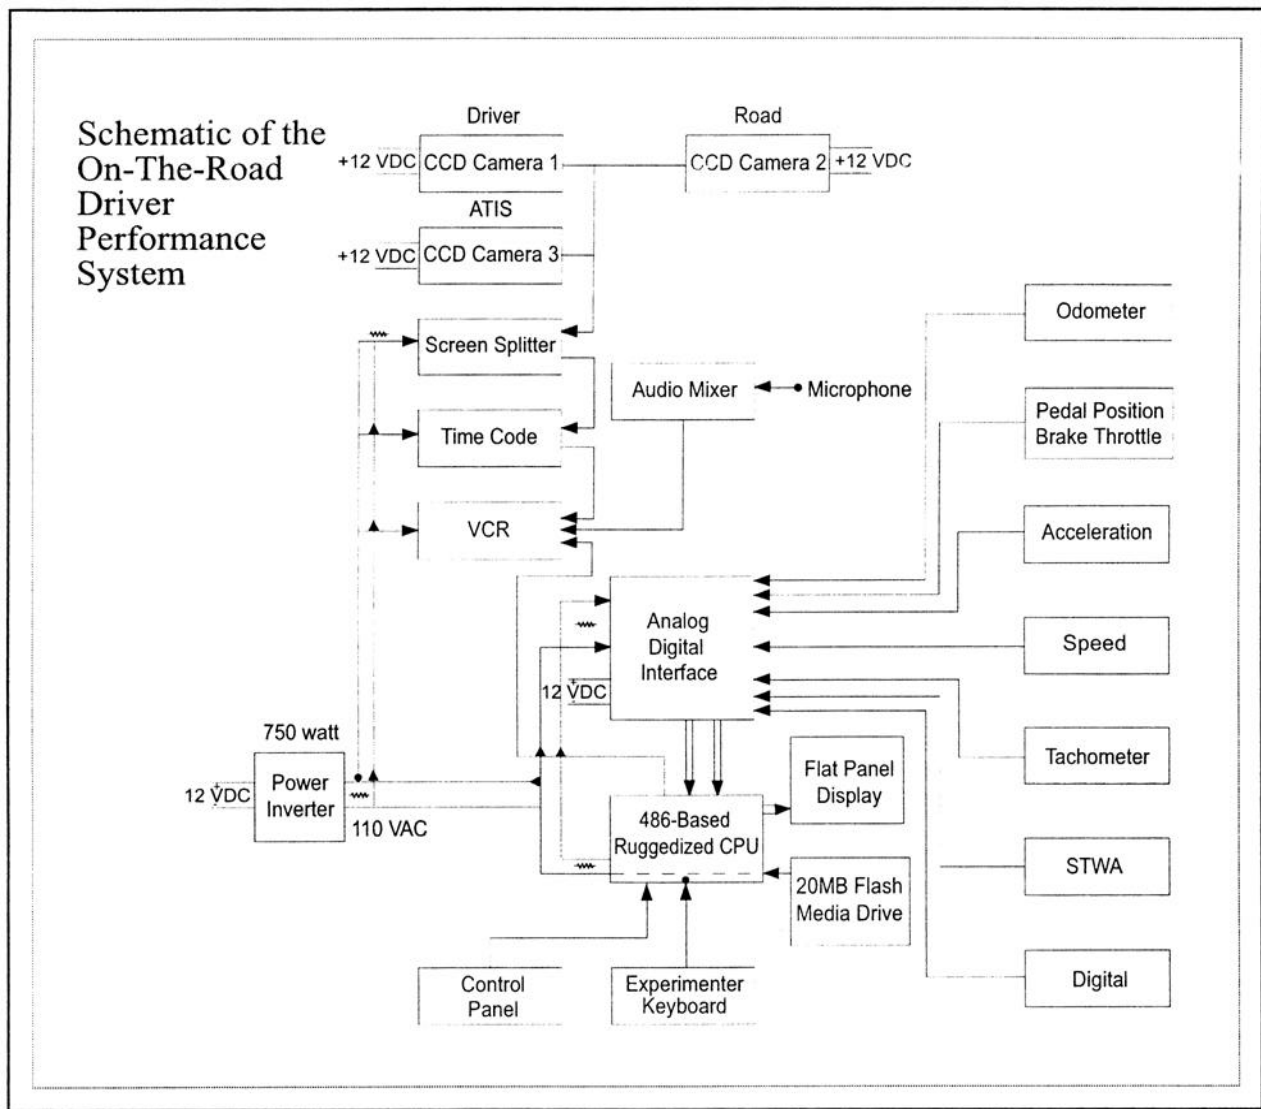 Schematic of the
On-The-Road
Driver
Performance
System
Driver
Road
+12 VDC
CCD Camera 1
CCD Camera 2
+12 VDC
ATIS
+12 VDC
CCD Camera 3
Odometer
Screen Splitter
Audio Mixer
Microphone
Pedal Position
Brake Throttle
Time Code
VCR
Acceleration
Analog
Digital
Interface
Speed
12 VDC
750 watt
Power
Inverter
12 VDC
110 VAC
Tachometer
Flat Panel
Display
486-Based
Ruggedized CPU
STWA
20MB Flash
Media Drive
Control
Panel
Experimenter
Keyboard
Digital